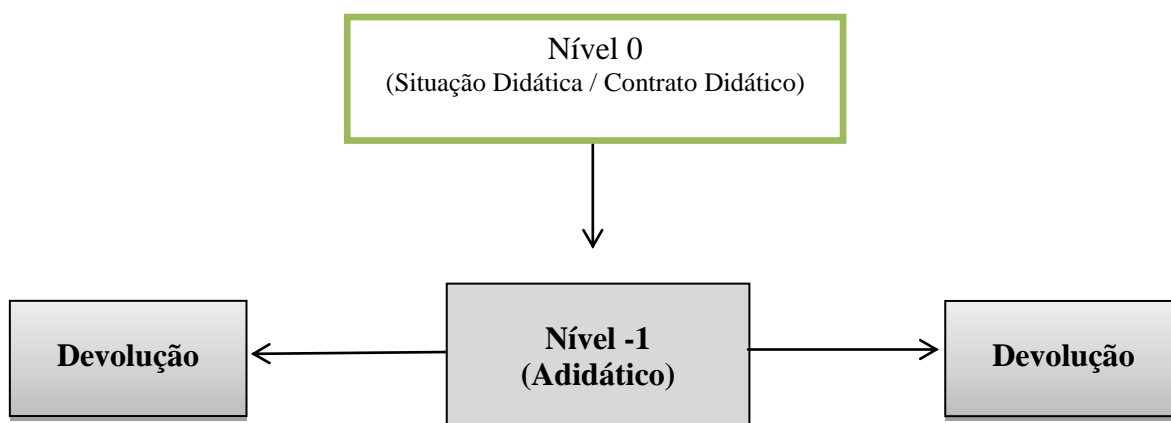 Nível 0
(Situação Didática / Contrato Didático)
Devolução
Nível -1
(Adidático)
Devolução